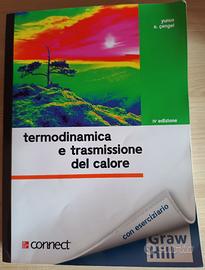 yunus
a. çengel
IV edizione
termodinamica
e trasmissione
del calore
con eserciziario
connect
Graw
Hill